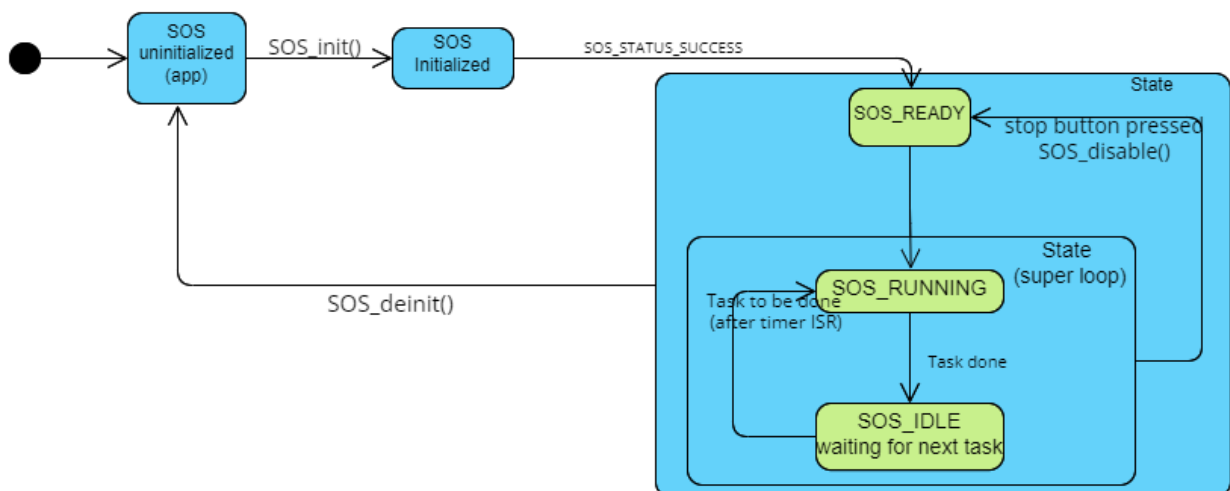 SOS
uninitialized
(app)
SOS_init()
SOS
Initialized
SOS_STATUS_SUCCESS
State
SOS_READY
stop button pressed
SOS_disable()
State
(super loop)
SOS_RUNNING
Task to be done
(after timer ISR)
SOS_deinit()
Task done
SOS_IDLE
waiting for next task